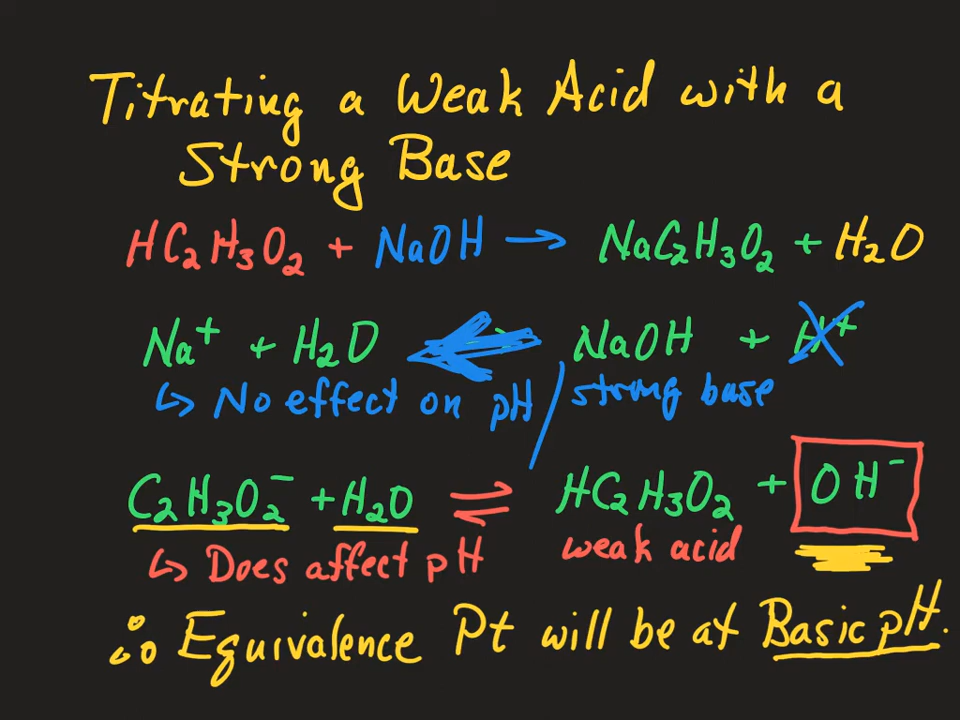 Titrating a Weak Acid with a
Strong Base
HC₂H₃O₂ + NaOH → NaC₂H₃O₂ + H₂O
Na⁺ + H₂O ← NaOH + H⁺
↳ No effect on pH / strong base
C₂H₃O₂⁻ + H₂O ⇌ HC₂H₃O₂ + OH⁻
↳ Does affect pH weak acid
∴ Equivalence Pt will be at Basic pH.